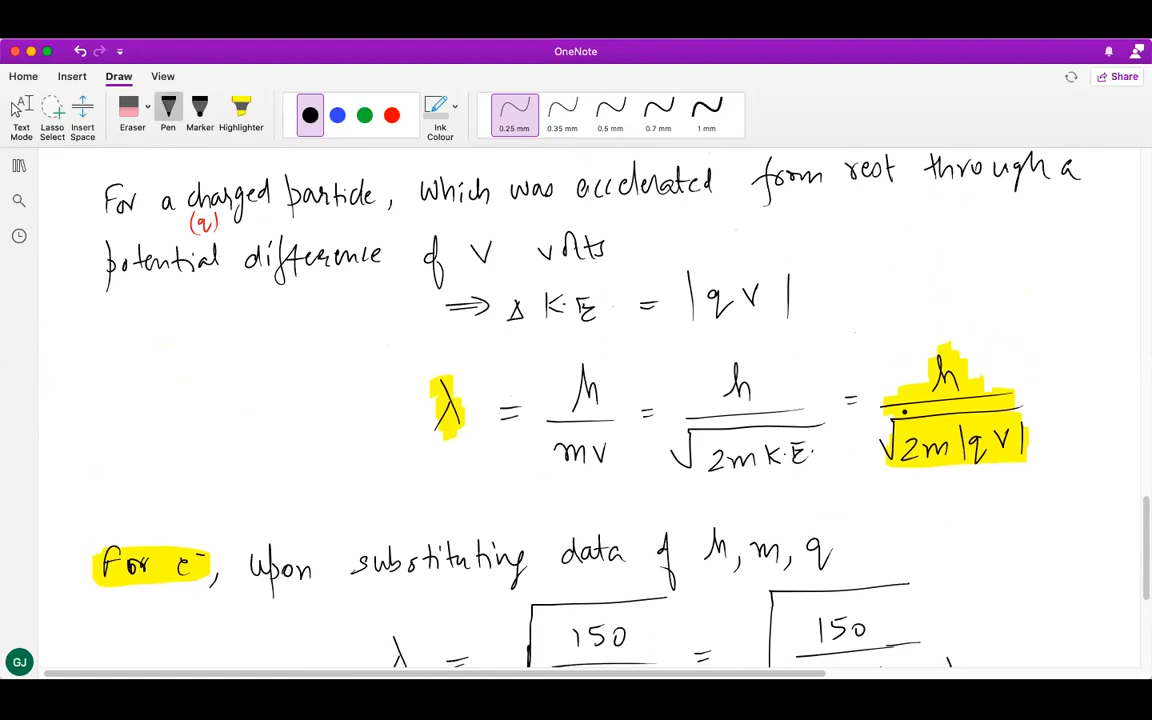 OneNote
Home Insert Draw View
Share
Text Mode
Lasso Select
Insert Space
Eraser
Pen
Marker
Highlighter
Ink Colour
0.25 mm
0.35 mm
0.5 mm
0.7 mm
1 mm
For a charged particle, which was accelerated from rest through a
(q)
potential difference of V volts
⇒ Δ K.E = |qV|
λ = h/mv = h/√(2m K.E.) = h/√(2m|qV|)
For e⁻, upon substituting data of h, m, q
λ = √150 = √150
GJ